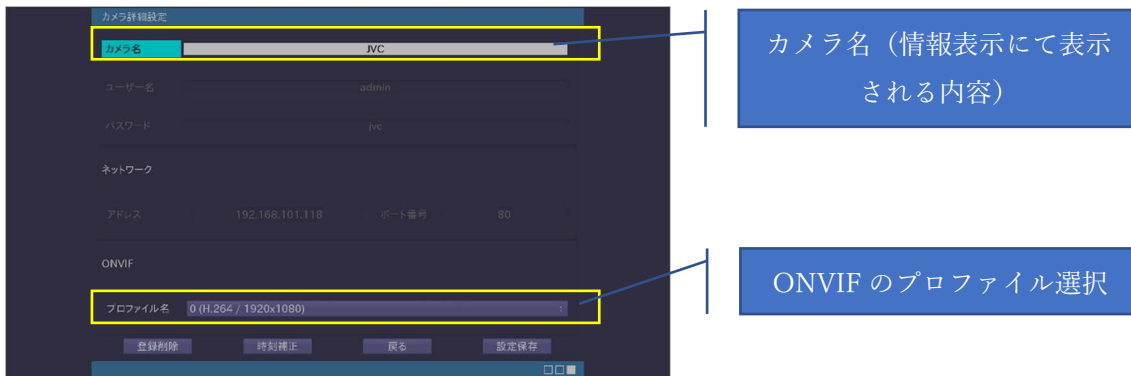 カメラ詳細設定
カメラ名 JVC
ユーザー名 admin
パスワード jvc
ネットワーク
アドレス 192.168.101.118 ポート番号 80
ONVIF
プロファイル名 0 (H.264 / 1920x1080)
登録削除 時刻補正 戻る 設定保存
カメラ名（情報表示にて表示
される内容）
ONVIF のプロファイル選択